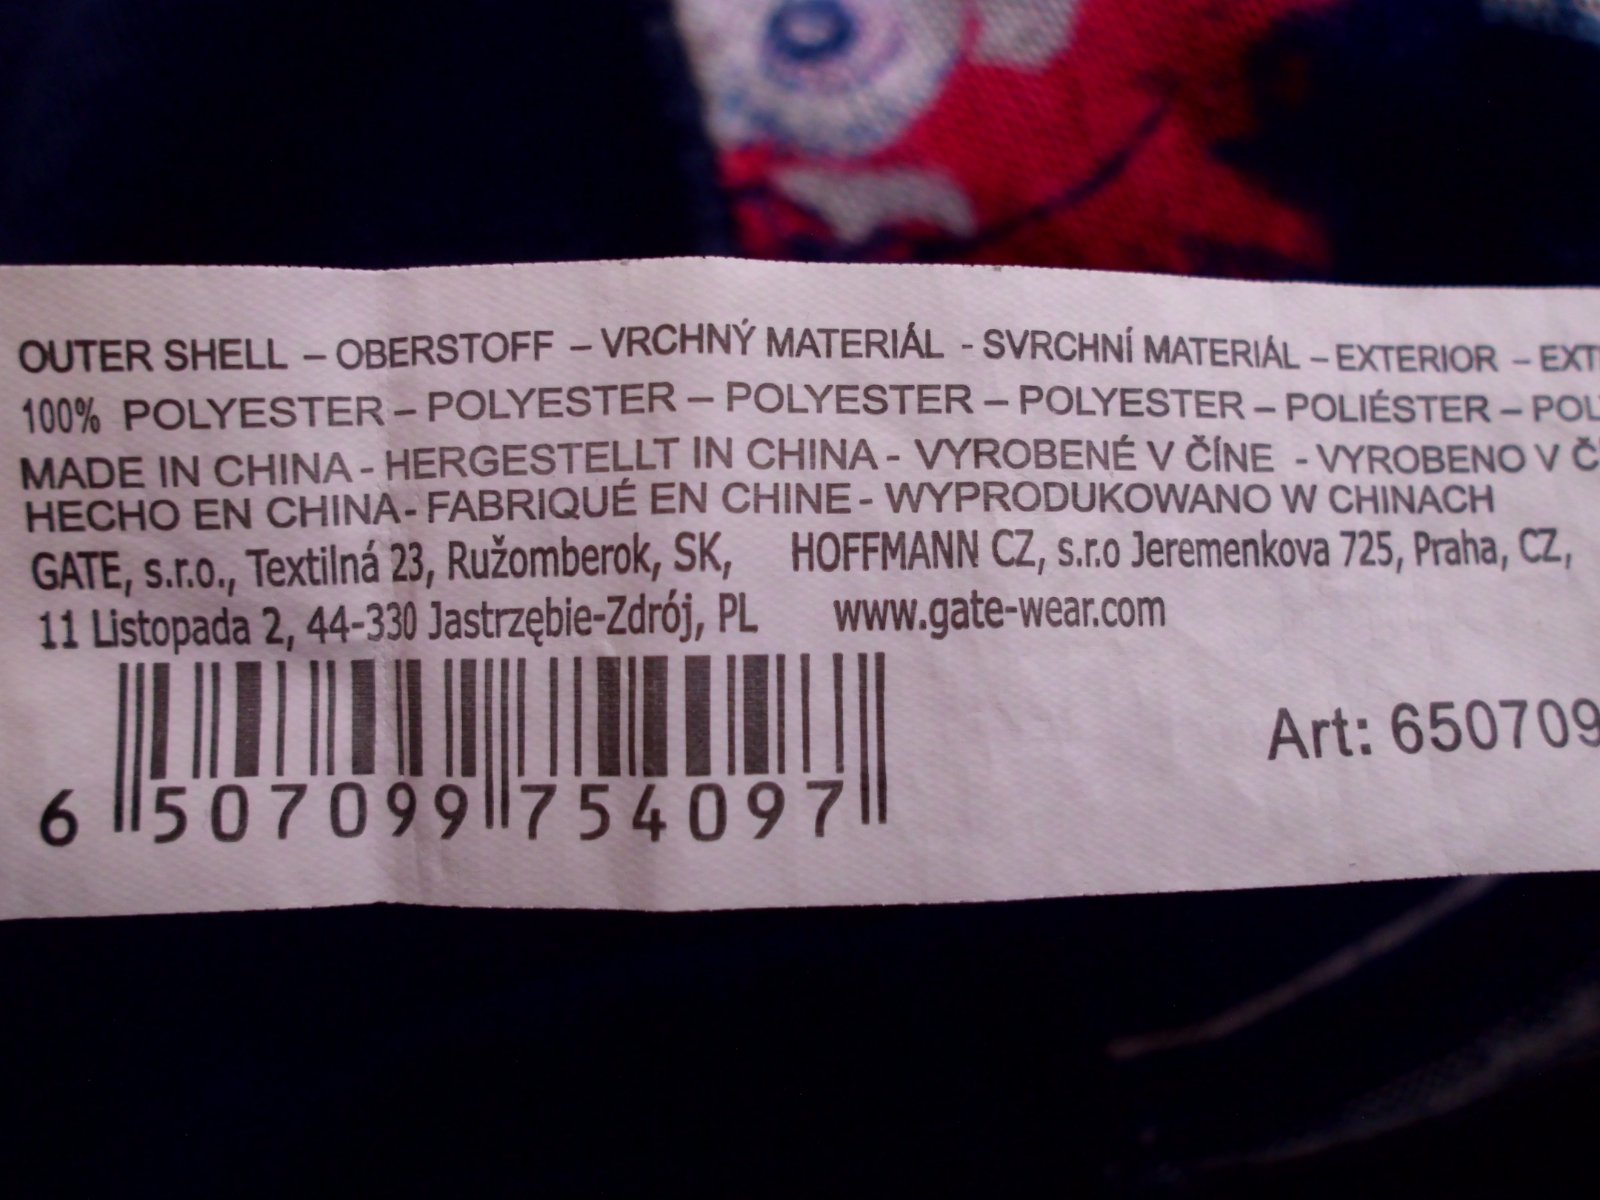 OUTER SHELL – OBERSTOFF – VRCHNÝ MATERIÁL - SVRCHNÍ MATERIÁL – EXTERIOR –
100% POLYESTER – POLYESTER – POLYESTER – POLYESTER – POLIÉSTER –
MADE IN CHINA - HERGESTELLT IN CHINA - VYROBENÉ V ČÍNE - VYROBENO V
HECHO EN CHINA - FABRIQUÉ EN CHINE - WYPRODUKOWANO W CHINACH
GATE, s.r.o., Textilná 23, Ružomberok, SK, HOFFMANN CZ, s.r.o Jeremenkova 725, Praha, CZ,
11 Listopada 2, 44-330 Jastrzębie-Zdrój, PL www.gate-wear.com
Art: 650709
6 507099 754097